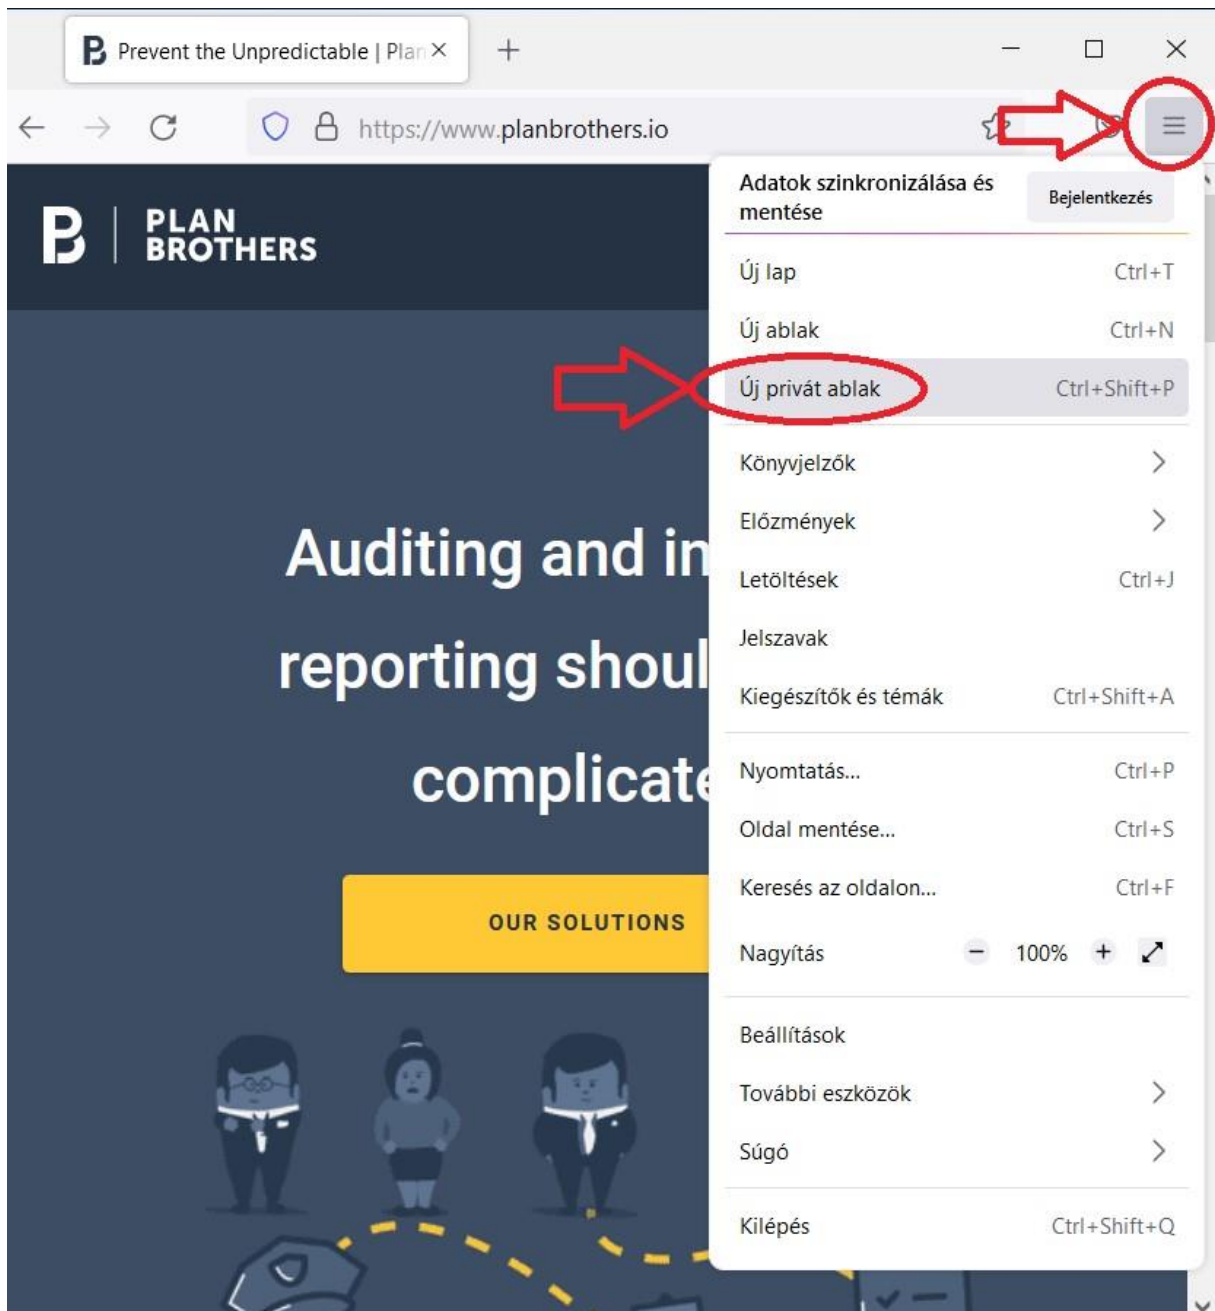 Prevent the Unpredictable | Plan
https://www.planbrothers.io
PLAN
BROTHERS
Adatok szinkronizálása és
mentése
Bejelentkezés
Új lap Ctrl+T
Új ablak Ctrl+N
Új privát ablak Ctrl+Shift+P
Könyvjelzők
Előzmények
Letöltések Ctrl+J
Jelszavak
Kiegészítők és témák Ctrl+Shift+A
Nyomtatás... Ctrl+P
Oldal mentése... Ctrl+S
Keresés az oldalon... Ctrl+F
Nagyítás 100%
Beállítások
További eszközök
Súgó
Kilépés Ctrl+Shift+Q
Auditing and in
reporting shoul
complicate
OUR SOLUTIONS